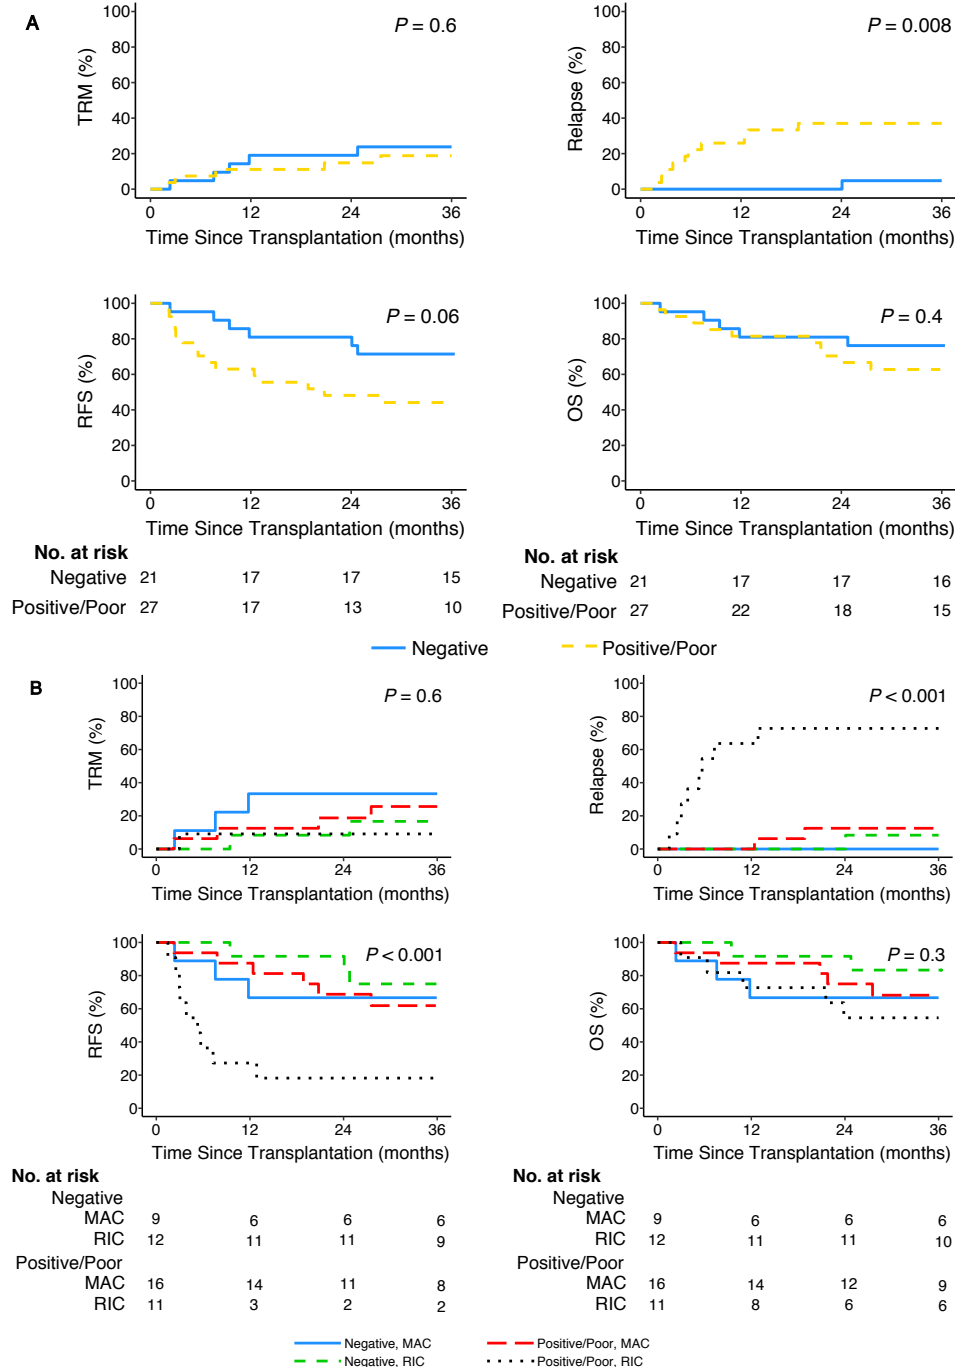 A
TRM (%)
100
80
60
40
20
0
P = 0.6
0 12 24 36
Time Since Transplantation (months)
Relapse (%)
100
80
60
40
20
0
P = 0.008
0 12 24 36
Time Since Transplantation (months)
RFS (%)
100
80
60
40
20
0
P = 0.06
0 12 24 36
Time Since Transplantation (months)
OS (%)
100
80
60
40
20
0
P = 0.4
0 12 24 36
Time Since Transplantation (months)
No. at risk
Negative 21 17 17 15
Positive/Poor 27 17 13 10
No. at risk
Negative 21 17 17 16
Positive/Poor 27 22 18 15
Negative Positive/Poor
B
TRM (%)
100
80
60
40
20
0
P = 0.6
0 12 24 36
Time Since Transplantation (months)
Relapse (%)
100
80
60
40
20
0
P < 0.001
0 12 24 36
Time Since Transplantation (months)
RFS (%)
100
80
60
40
20
0
P < 0.001
0 12 24 36
Time Since Transplantation (months)
OS (%)
100
80
60
40
20
0
P = 0.3
0 12 24 36
Time Since Transplantation (months)
No. at risk
Negative
MAC 9 6 6 6
RIC 12 11 11 9
Positive/Poor
MAC 16 14 11 8
RIC 11 3 2 2
No. at risk
Negative
MAC 9 6 6 6
RIC 12 11 11 10
Positive/Poor
MAC 16 14 12 9
RIC 11 8 6 6
Negative, MAC Positive/Poor, MAC
Negative, RIC Positive/Poor, RIC